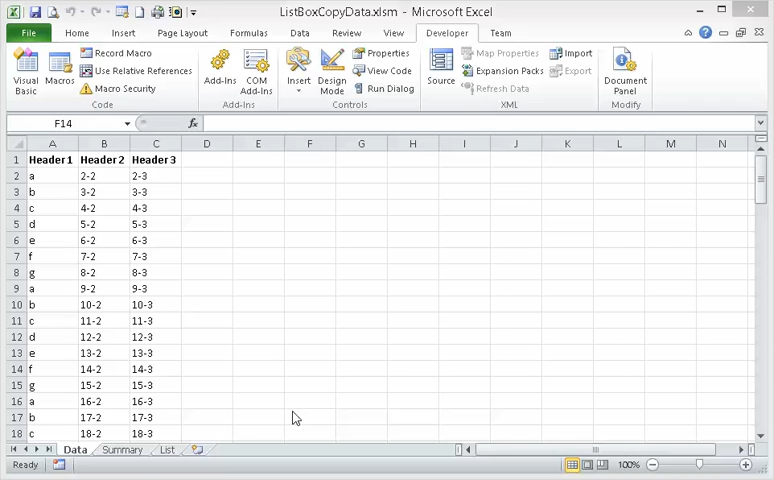 ListBoxCopyData.xlsm - Microsoft Excel
File Home Insert Page Layout Formulas Data Review View Developer Team
Visual Basic
Macros
Record Macro
Use Relative References
Macro Security
Code
Add-Ins
COM Add-Ins
Add-Ins
Insert
Design Mode
Properties
View Code
Run Dialog
Controls
Source
Map Properties
Expansion Packs
Refresh Data
Import
Export
XML
Document Panel
Modify
F14 fx
A B C D E F G H I J K L M N
1 Header 1 Header 2 Header 3
2 a 2-2 2-3
3 b 3-2 3-3
4 c 4-2 4-3
5 d 5-2 5-3
6 e 6-2 6-3
7 f 7-2 7-3
8 g 8-2 8-3
9 a 9-2 9-3
10 b 10-2 10-3
11 c 11-2 11-3
12 d 12-2 12-3
13 e 13-2 13-3
14 f 14-2 14-3
15 g 15-2 15-3
16 a 16-2 16-3
17 b 17-2 17-3
18 c 18-2 18-3
Data Summary List
Ready 100%